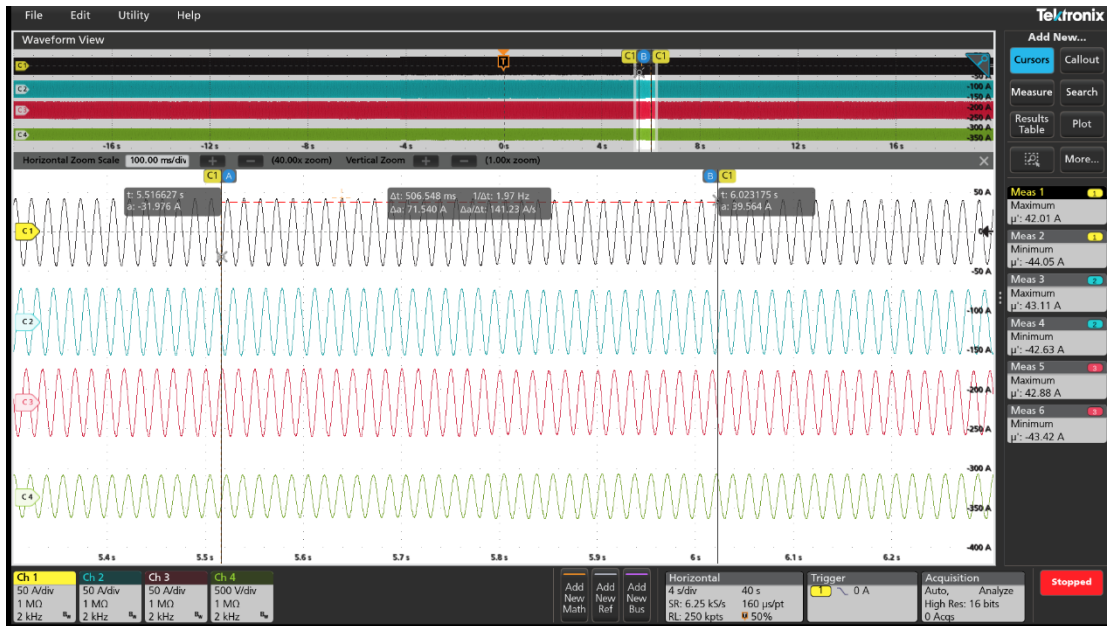 File Edit Utility Help
Tektronix
Waveform View
Add New...
C1 B C1
T
C1
C2
C3
C4
-50 A
-100 A
-150 A
-200 A
-250 A
-300 A
-350 A
-16 s -12 s -8 s -4 s 0 s 4 s 8 s 12 s 16 s
Horizontal Zoom Scale 100.00 ms/div + — (40.00x zoom) Vertical Zoom + — (1.00x zoom) ✕
C1 A B C1
t: 5.516627 s
a: -31.976 A
Δt: 506.548 ms 1/Δt: 1.97 Hz
Δa: 71.540 A Δa/Δt: 141.23 A/s
t: 6.023175 s
a: 39.564 A
50 A
C1
-50 A
-100 A
C2
-150 A
-200 A
C3
-250 A
-300 A
C4
-350 A
-400 A
5.4 s 5.5 s 5.6 s 5.7 s 5.8 s 5.9 s 6 s 6.1 s 6.2 s
Cursors Callout
Measure Search
Results Table Plot
More...
Meas 1 1
Maximum
µ': 42.01 A
Meas 2 1
Minimum
µ': -44.05 A
Meas 3 2
Maximum
µ': 43.11 A
Meas 4 2
Minimum
µ': -42.63 A
Meas 5 3
Maximum
µ': 42.88 A
Meas 6 3
Minimum
µ': -43.42 A
Ch 1
50 A/div
1 MΩ
2 kHz
Ch 2
50 A/div
1 MΩ
2 kHz
Ch 3
50 A/div
1 MΩ
2 kHz
Ch 4
500 V/div
1 MΩ
2 kHz
Add New Math
Add New Ref
Add New Bus
Horizontal
4 s/div 40 s
SR: 6.25 kS/s 160 µs/pt
RL: 250 kpts 50%
Trigger
1 0 A
Acquisition
Auto, Analyze
High Res: 16 bits
0 Acqs
Stopped